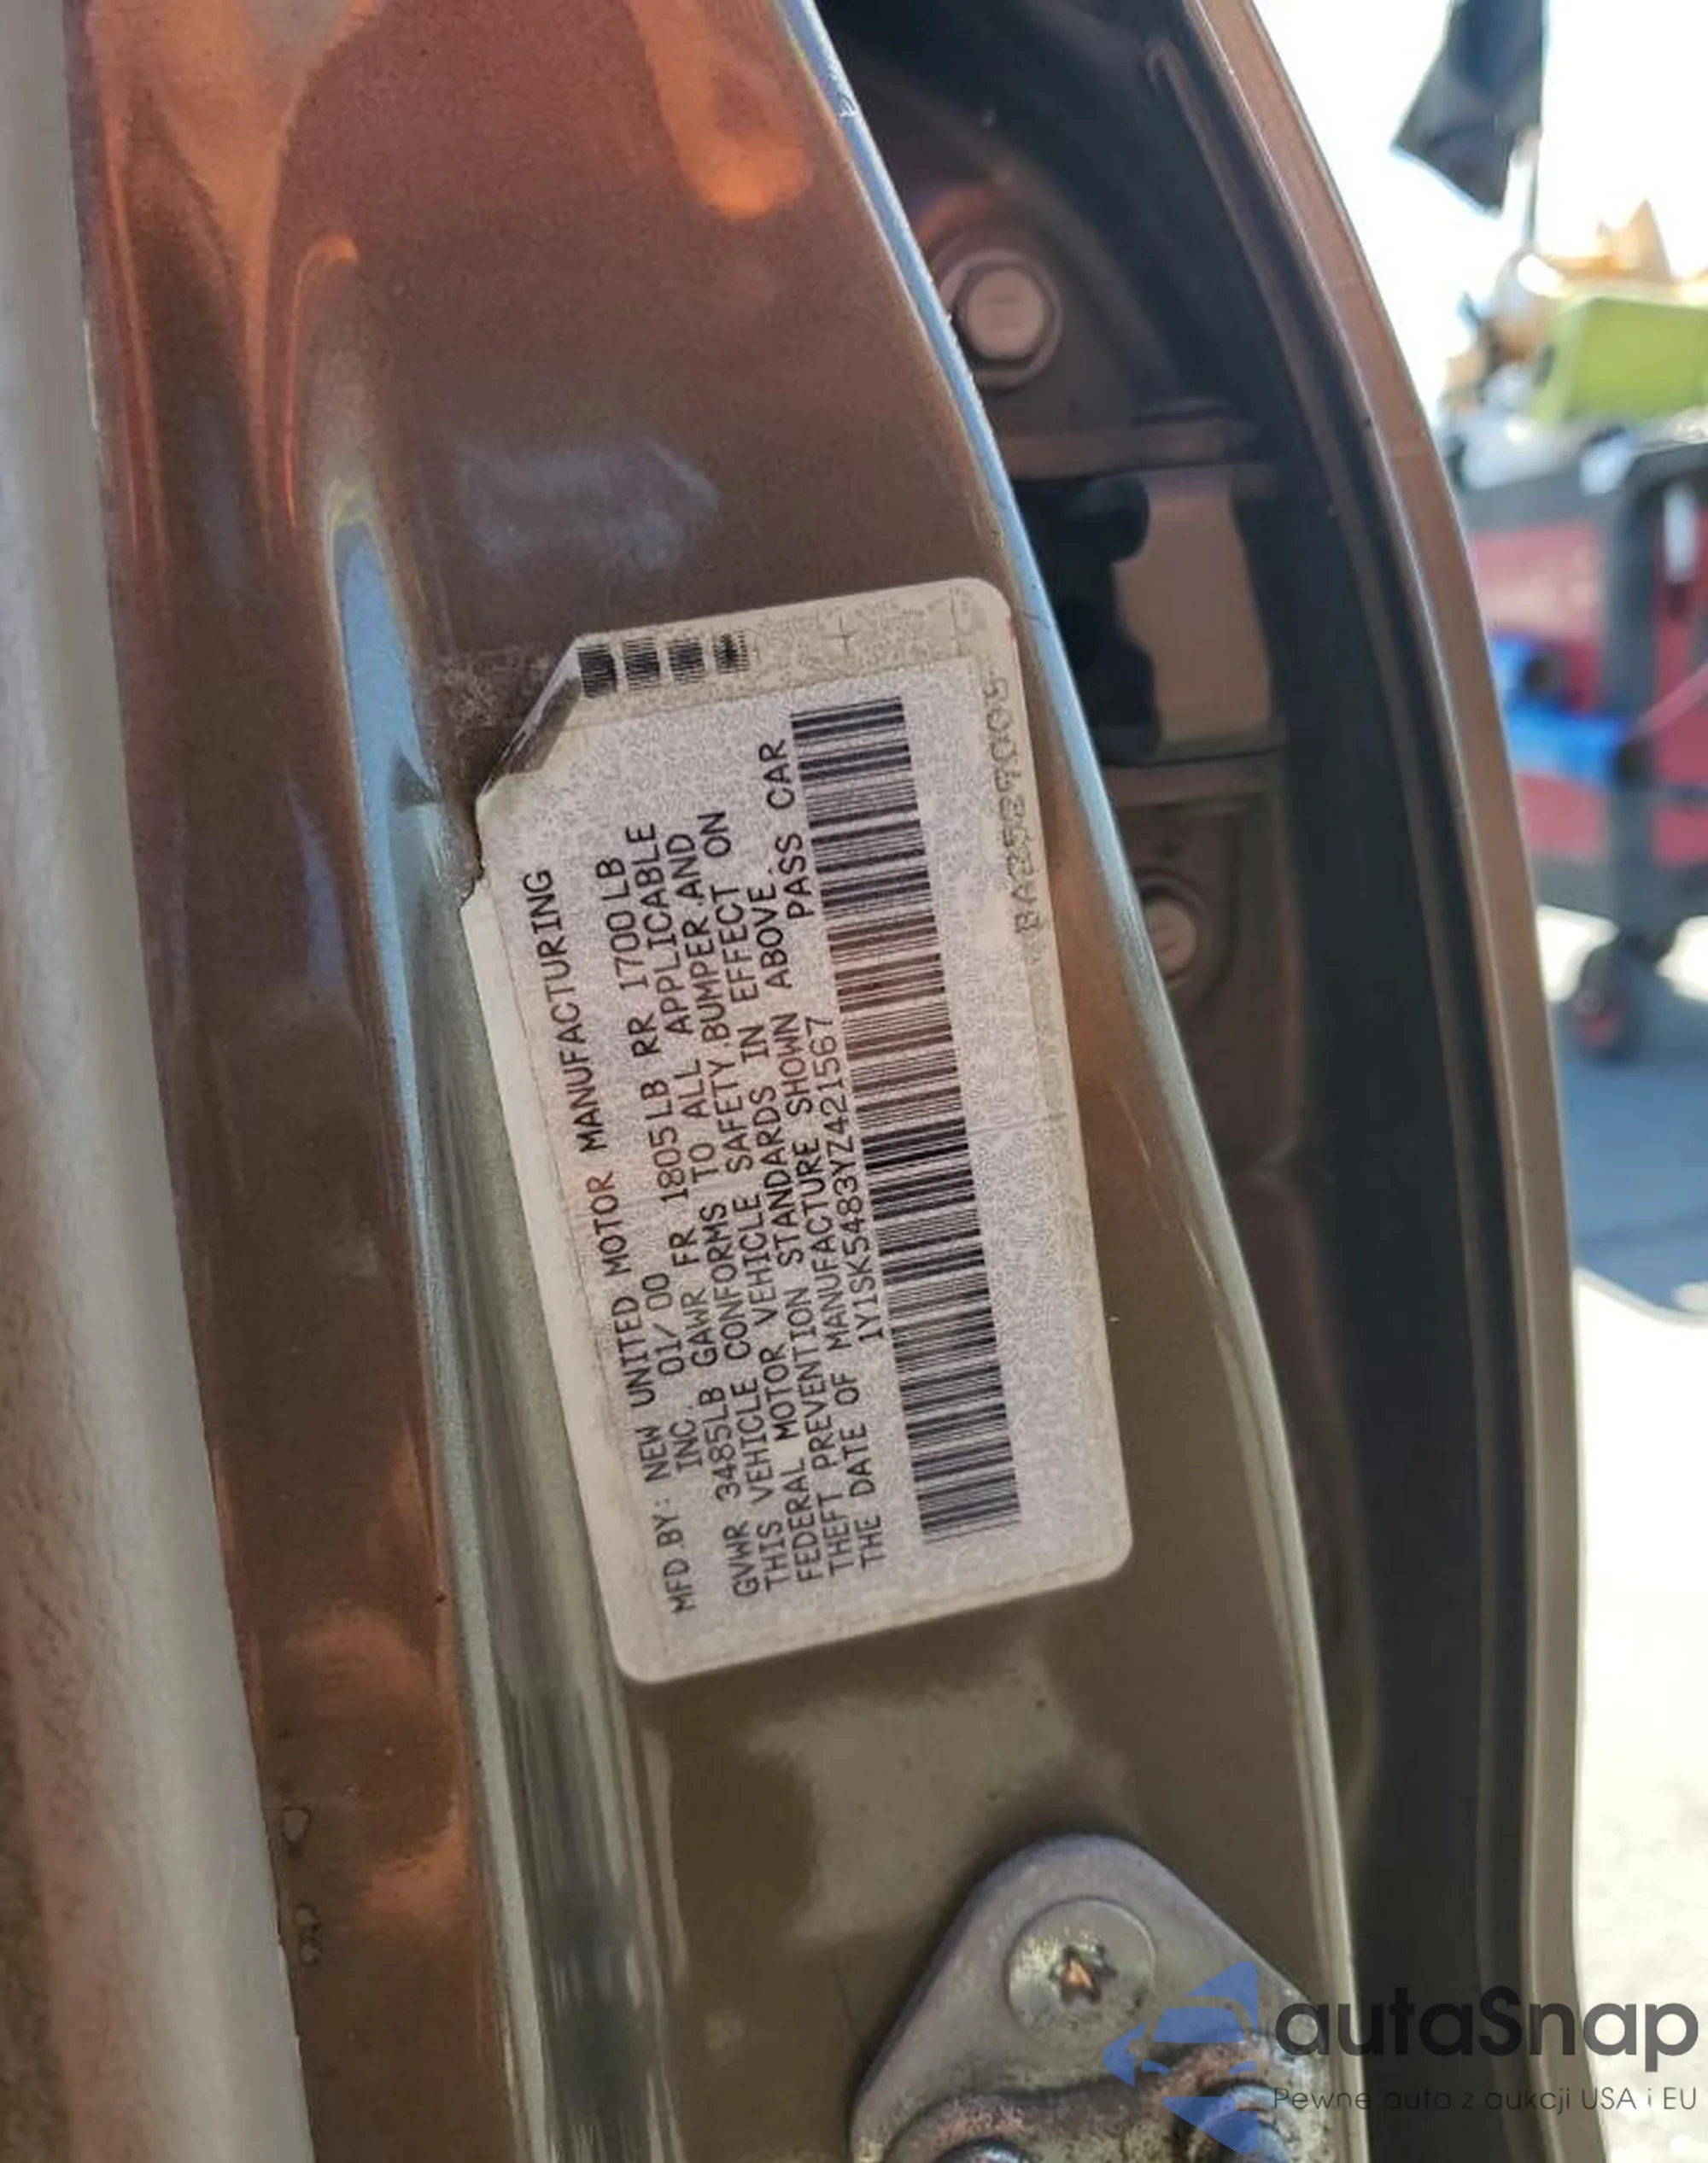 MFD BY: NEW UNITED MOTOR MANUFACTURING
INC. 01/00
GVWR 3485LB GAWR FR 1805LB RR 1700LB
THIS VEHICLE CONFORMS TO ALL APPLICABLE
FEDERAL MOTOR VEHICLE SAFETY BUMPER AND
THEFT PREVENTION STANDARDS IN EFFECT ON
THE DATE OF MANUFACTURE SHOWN ABOVE.
1Y1SK5483YZ421567 PASS CAR
autaSnap
Pewne auta z aukcji USA i EU